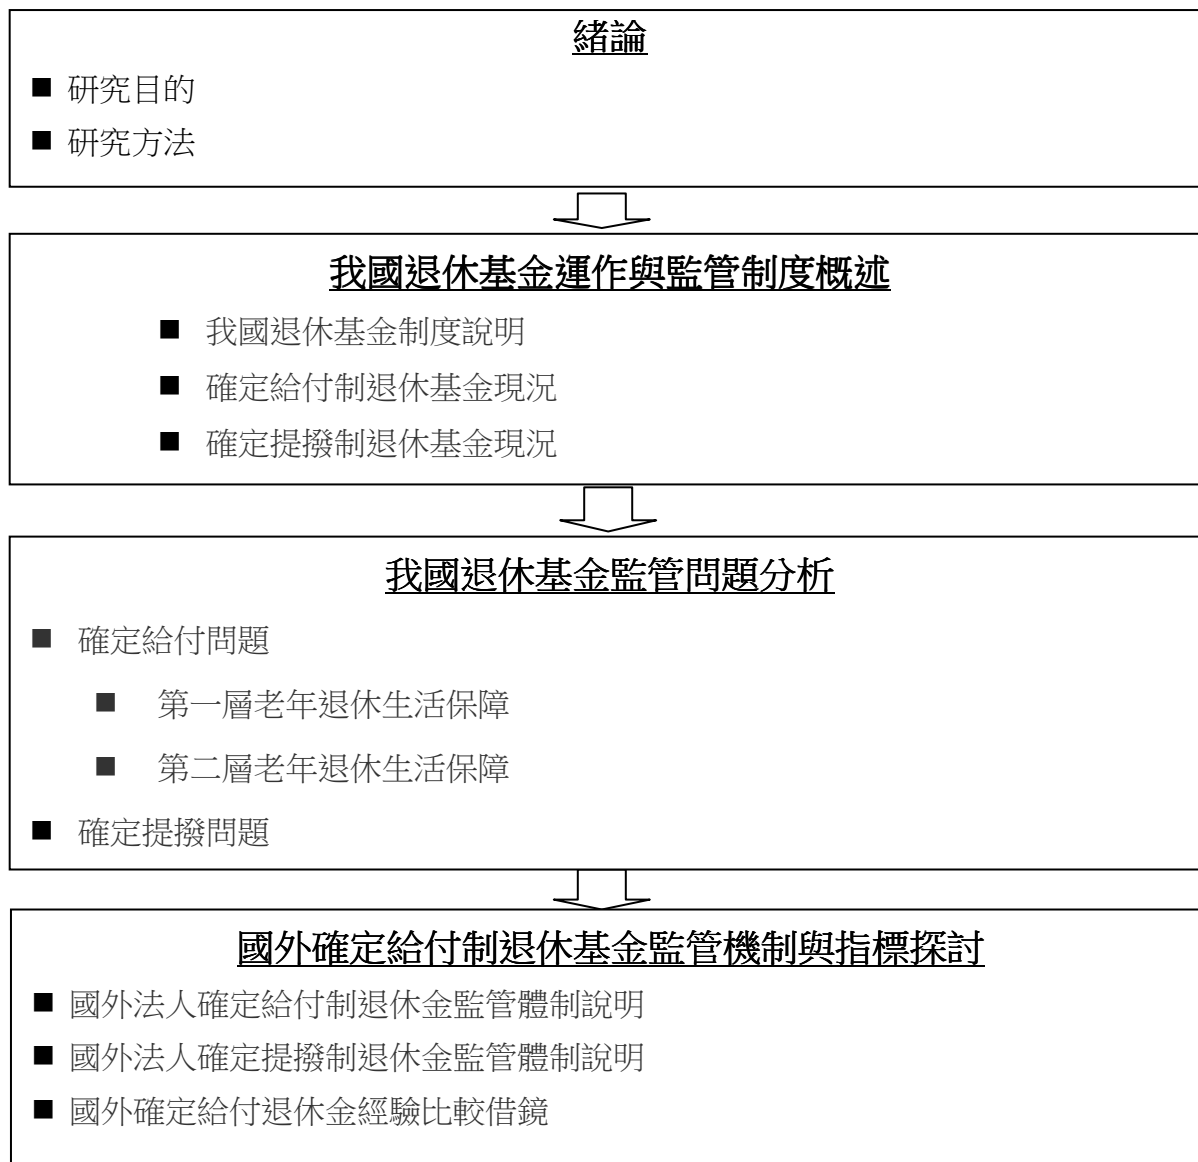 緒論
■ 研究目的
■ 研究方法
我國退休基金運作與監管制度概述
■ 我國退休基金制度說明
■ 確定給付制退休基金現況
■ 確定提撥制退休基金現況
我國退休基金監管問題分析
■ 確定給付問題
■ 第一層老年退休生活保障
■ 第二層老年退休生活保障
■ 確定提撥問題
國外確定給付制退休基金監管機制與指標探討
■ 國外法人確定給付制退休金監管體制說明
■ 國外法人確定提撥制退休金監管體制說明
■ 國外確定給付退休金經驗比較借鏡